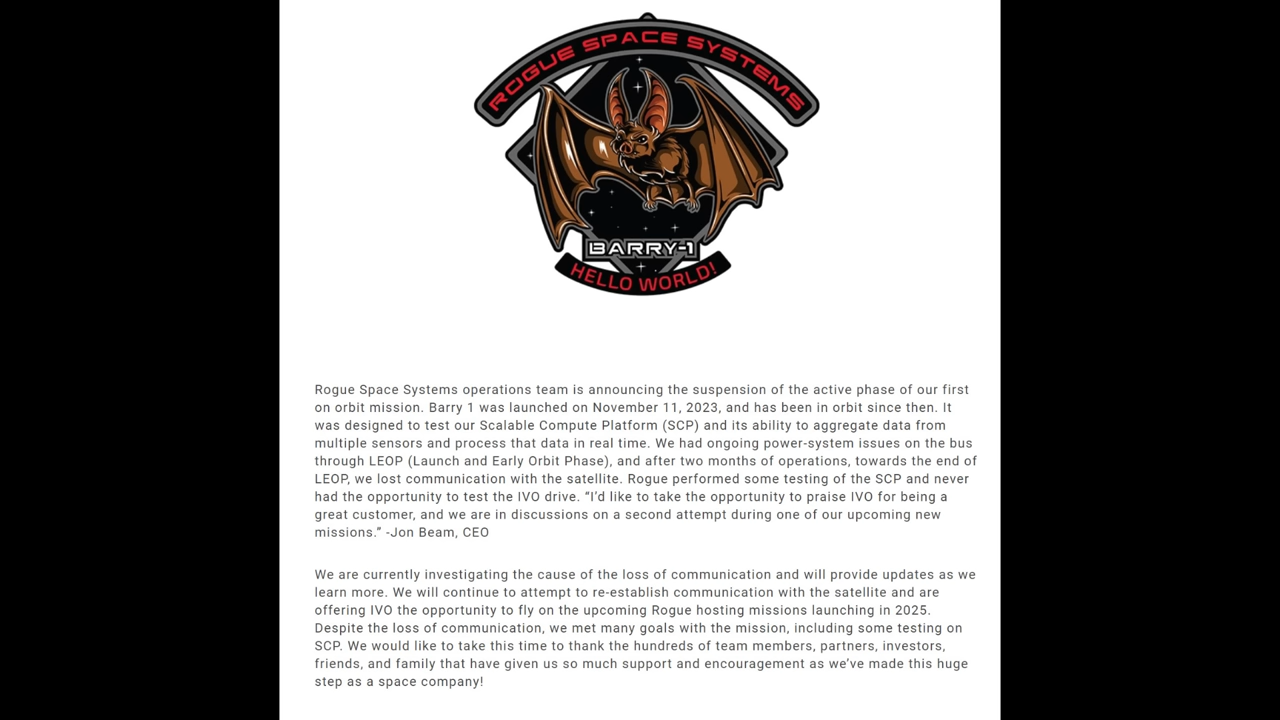 ROGUE SPACE SYSTEMS
BARRY-1
HELLO WORLD!
Rogue Space Systems operations team is announcing the suspension of the active phase of our first
on orbit mission. Barry 1 was launched on November 11, 2023, and has been in orbit since then. It
was designed to test our Scalable Compute Platform (SCP) and its ability to aggregate data from
multiple sensors and process that data in real time. We had ongoing power-system issues on the bus
through LEOP (Launch and Early Orbit Phase), and after two months of operations, towards the end of
LEOP, we lost communication with the satellite. Rogue performed some testing of the SCP and never
had the opportunity to test the IVO drive. “I’d like to take the opportunity to praise IVO for being a
great customer, and we are in discussions on a second attempt during one of our upcoming new
missions.” -Jon Beam, CEO
We are currently investigating the cause of the loss of communication and will provide updates as we
learn more. We will continue to attempt to re-establish communication with the satellite and are
offering IVO the opportunity to fly on the upcoming Rogue hosting missions launching in 2025.
Despite the loss of communication, we met many goals with the mission, including some testing on
SCP. We would like to take this time to thank the hundreds of team members, partners, investors,
friends, and family that have given us so much support and encouragement as we’ve made this huge
step as a space company!